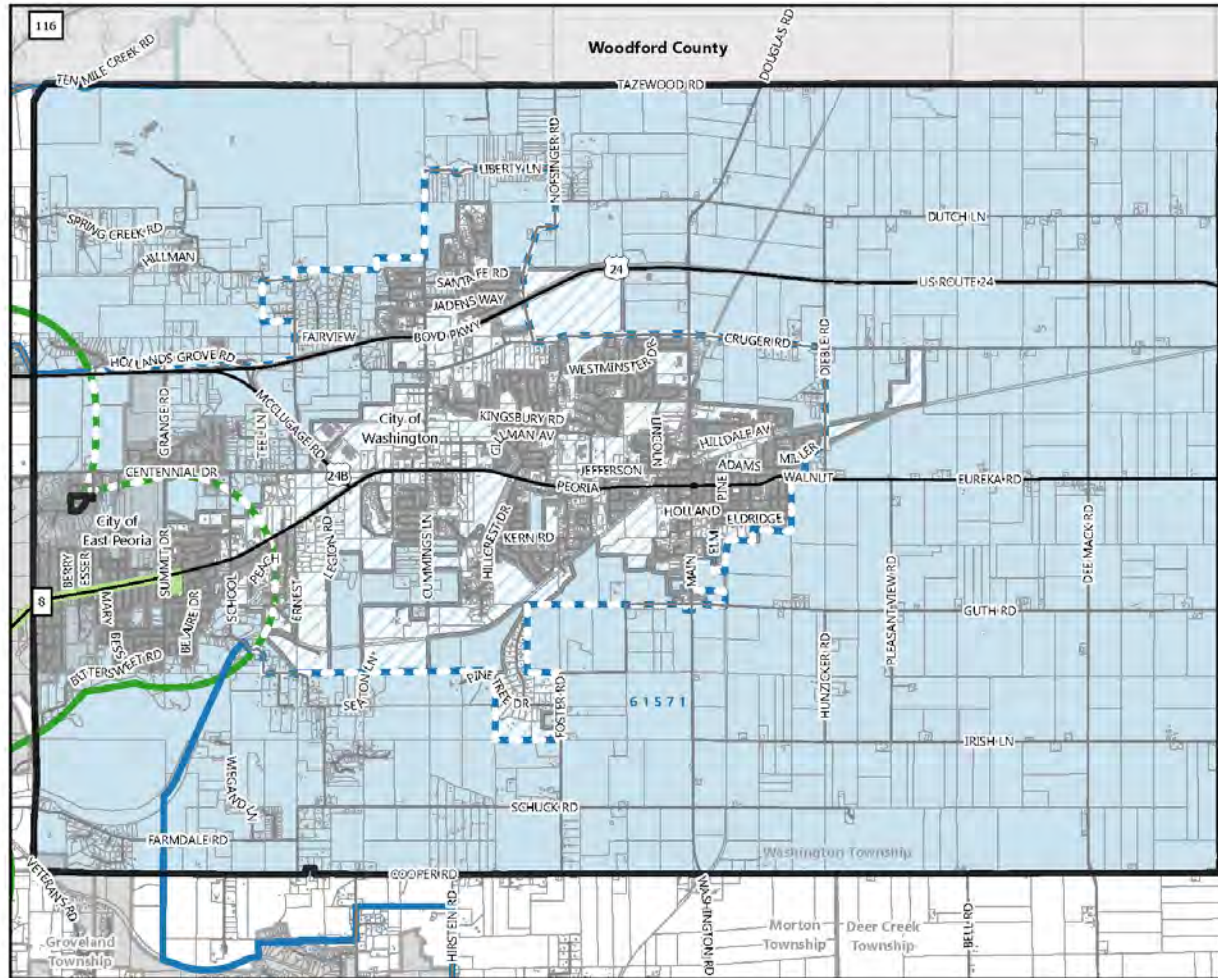 116
Woodford County
TEN MILE CREEK RD
DOUGLAS RD
TAZEWOOD RD
NOFSINGER RD
LIBERTY LN
SPRING CREEK RD
DUTCH LN
HILLMAN
SANTA FE RD
24
US ROUTE 24
JADENS WAY
FAIRVIEW
BOYD PKWY
CRUGER RD
DIEBLE RD
HOLLANDS GROVE RD
WESTMINSTER DR
MCCLUGAGE RD
GRANGE RD
LEE LN
City of
Washington
KINGSBURY RD
GILLMAN AV
LINCOLN
HILLDALE AV
CENTENNIAL DR
24B
JEFFERSON
ADAMS
MILLER
PEORIA
PINE
WALNUT
EUREKA RD
City of
East Peoria
HOLLAND
ELDRIDGE
BERRY
ESSER
SUMMIT DR
LEGION RD
CUMMINGS LN
HILLCREST DR
KERN RD
ELM
MAIN
DEE MACK RD
PEACH
SCHOOL
ERNEST
8
MARY
BESS
BELAIRE DR
GUTH RD
PLEASANT VIEW RD
HUNZICKER RD
BITTERSWEET RD
SEATON LN
PINE TREE DR
FOSTER RD
61571
IRISH LN
WIEGAND LN
SCHUCK RD
FARMDALE RD
Washington Township
VETERANS RD
COOPER RD
WASHINGTON RD
HIRSTEIN RD
BELL RD
Groveland
Township
Morton
Township
Deer Creek
Township